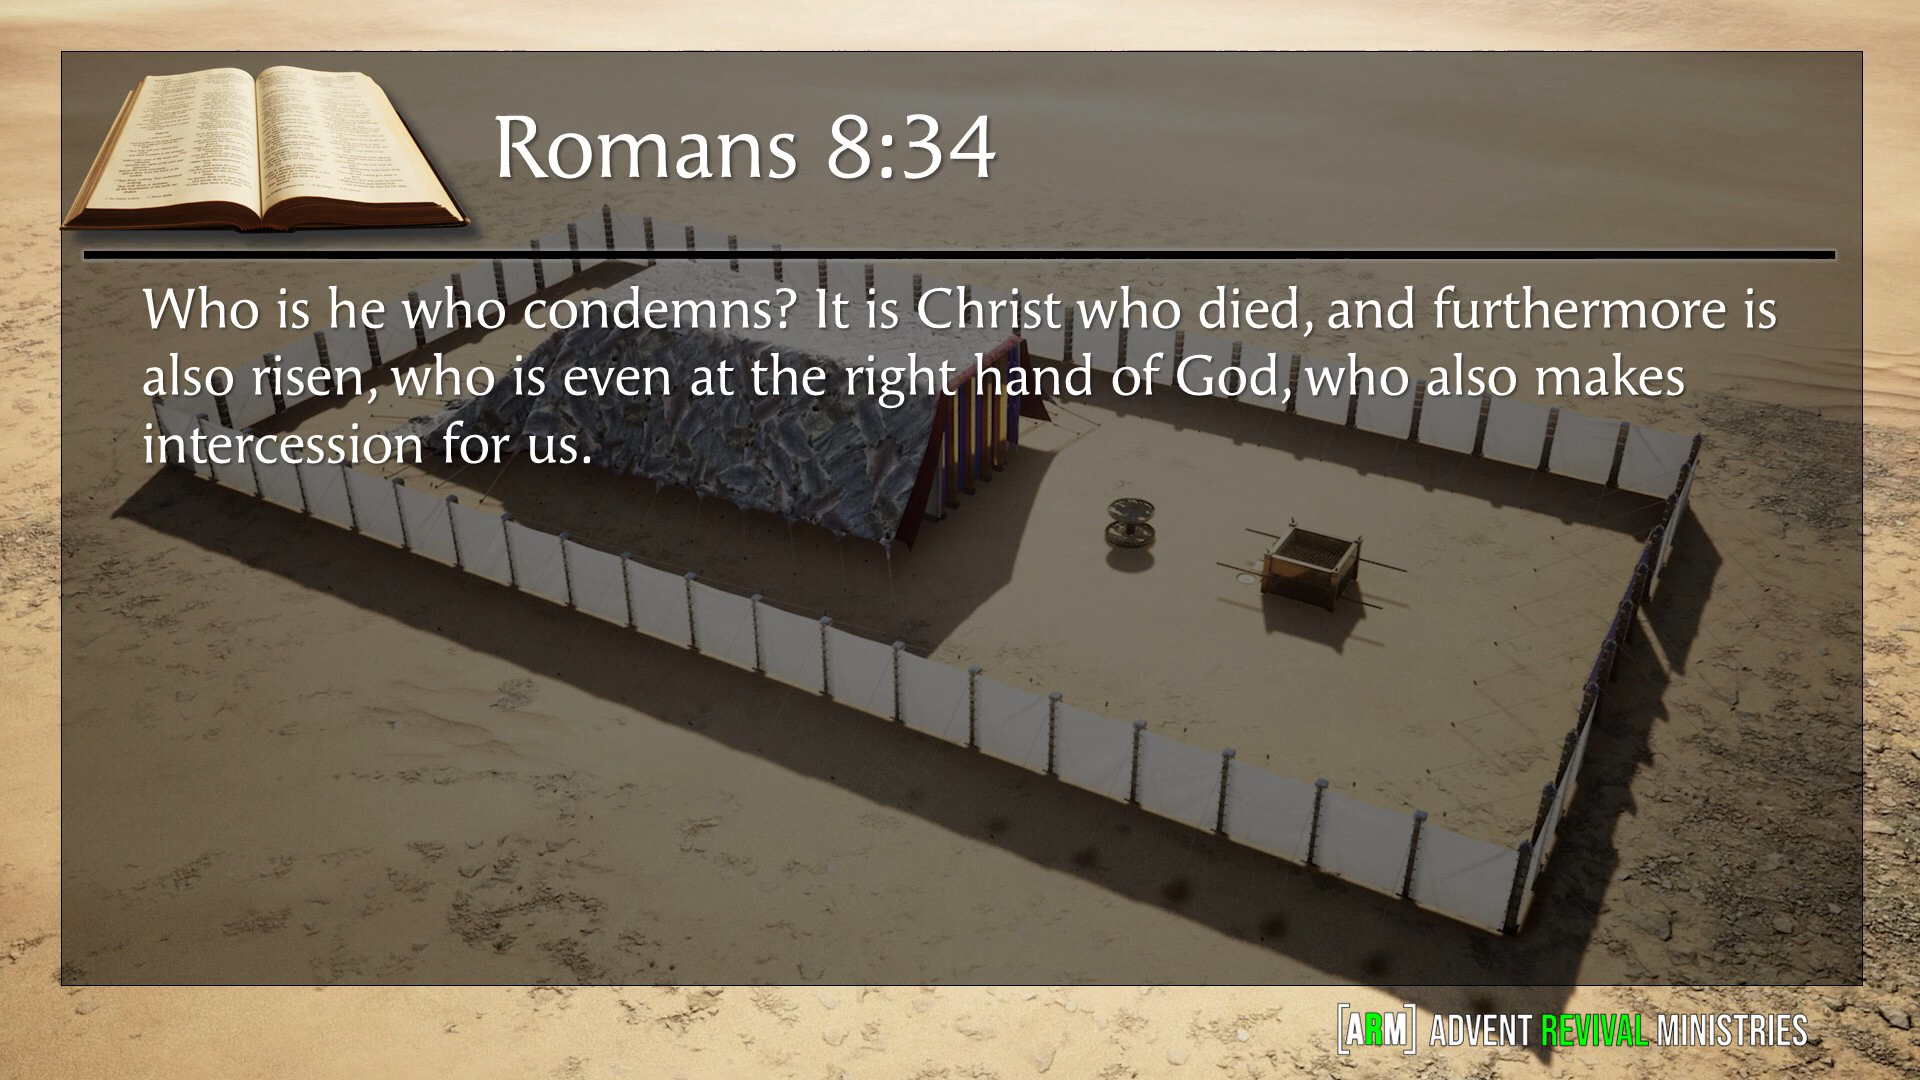 Romans 8:34
Who is he who condemns? It is Christ who died, and furthermore is
also risen, who is even at the right hand of God, who also makes
intercession for us.
[ARM] ADVENT REVIVAL MINISTRIES